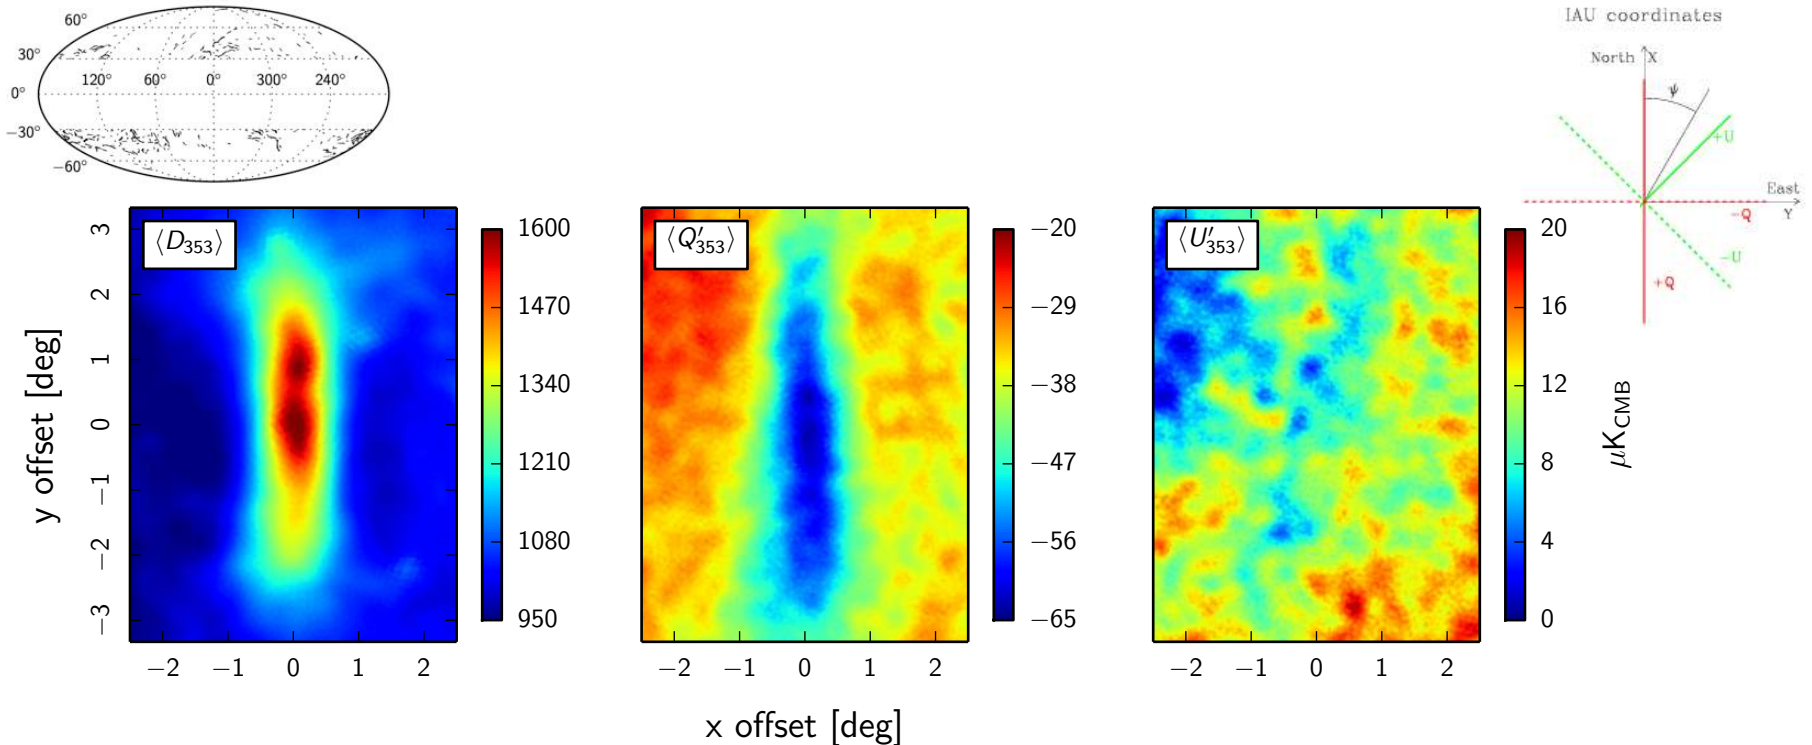 60°
30°
120° 60° 0° 300° 240°
0°
−30°
−60°
IAU coordinates
North X
ψ
+U
East
Y
−Q
−U
+Q
⟨D353⟩
3
2
1
0
−1
−2
−3
y offset [deg]
−2 −1 0 1 2
1600
1470
1340
1210
1080
950
⟨Q′353⟩
−2 −1 0 1 2
x offset [deg]
−20
−29
−38
−47
−56
−65
⟨U′353⟩
−2 −1 0 1 2
20
16
12
8
4
0
μKCMB